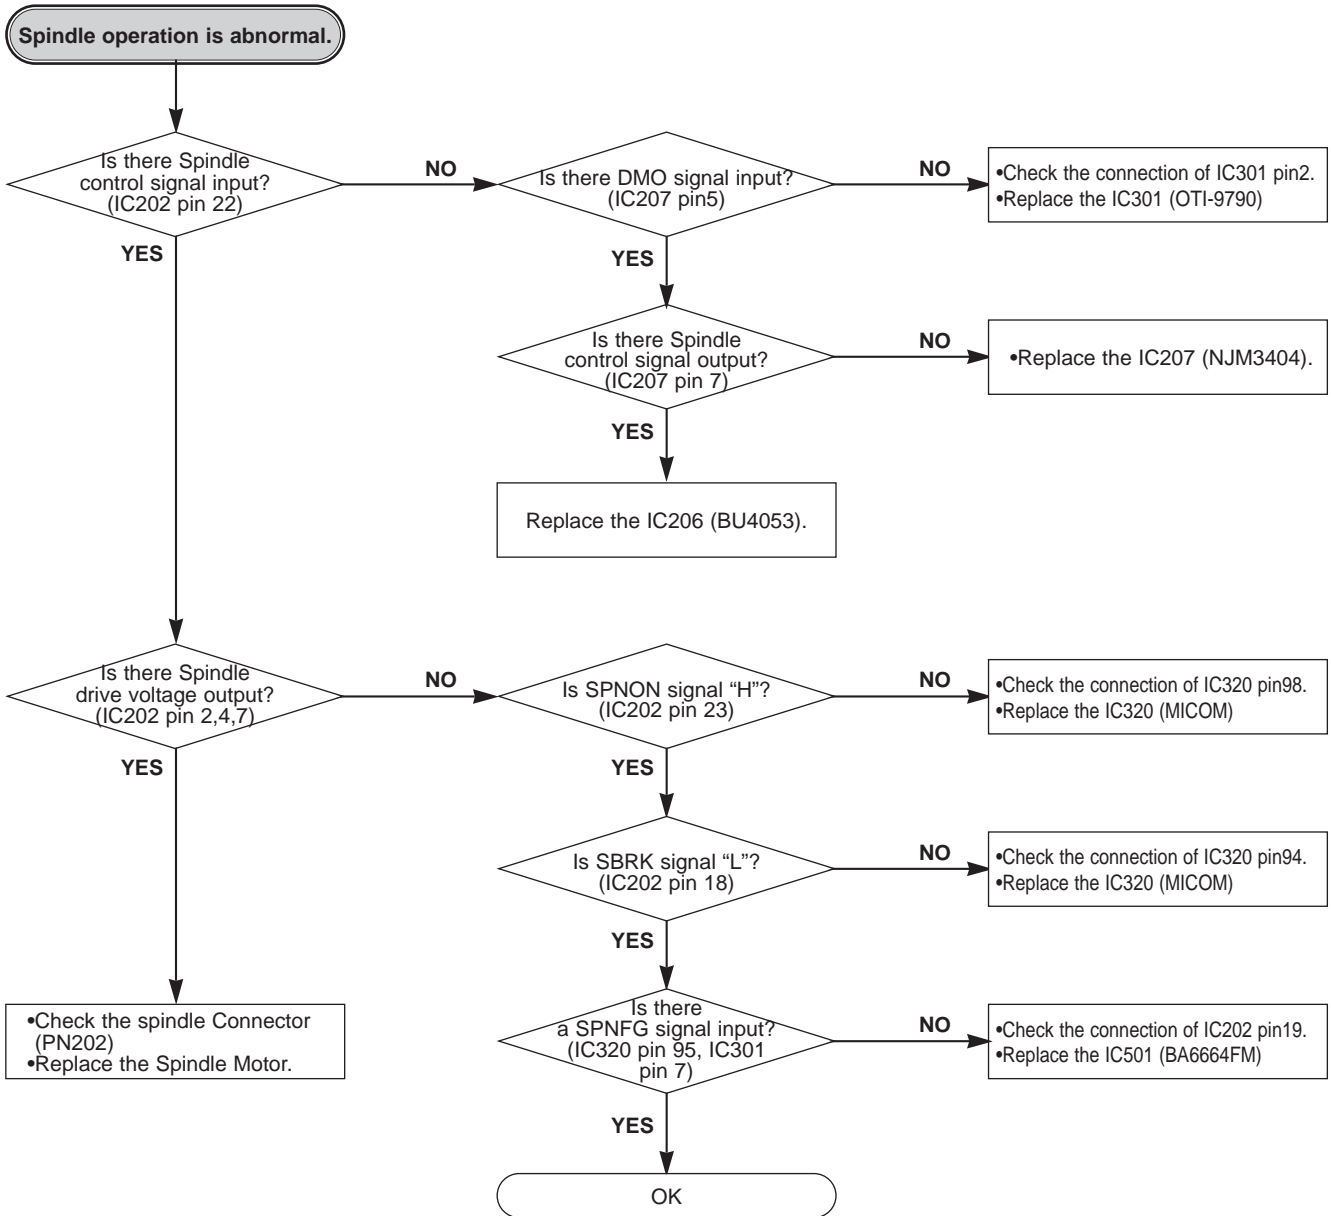 Spindle operation is abnormal.
Is there Spindle
control signal input?
(IC202 pin 22)
NO
Is there DMO signal input?
(IC207 pin5)
NO
•Check the connection of IC301 pin2.
•Replace the IC301 (OTI-9790)
YES
YES
Is there Spindle
control signal output?
(IC207 pin 7)
NO
•Replace the IC207 (NJM3404).
YES
Replace the IC206 (BU4053).
Is there Spindle
drive voltage output?
(IC202 pin 2,4,7)
NO
Is SPNON signal “H”?
(IC202 pin 23)
NO
•Check the connection of IC320 pin98.
•Replace the IC320 (MICOM)
YES
YES
Is SBRK signal “L”?
(IC202 pin 18)
NO
•Check the connection of IC320 pin94.
•Replace the IC320 (MICOM)
YES
•Check the spindle Connector
(PN202)
•Replace the Spindle Motor.
Is there
a SPNFG signal input?
(IC320 pin 95, IC301
pin 7)
NO
•Check the connection of IC202 pin19.
•Replace the IC501 (BA6664FM)
YES
OK